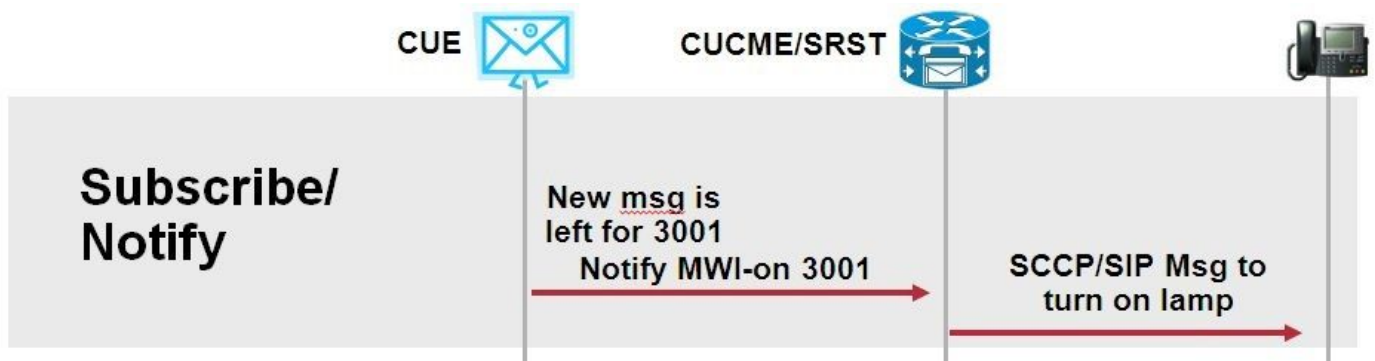 CUE
CUCME/SRST
Subscribe/
Notify
New msg is
left for 3001
Notify MWI-on 3001
SCCP/SIP Msg to
turn on lamp